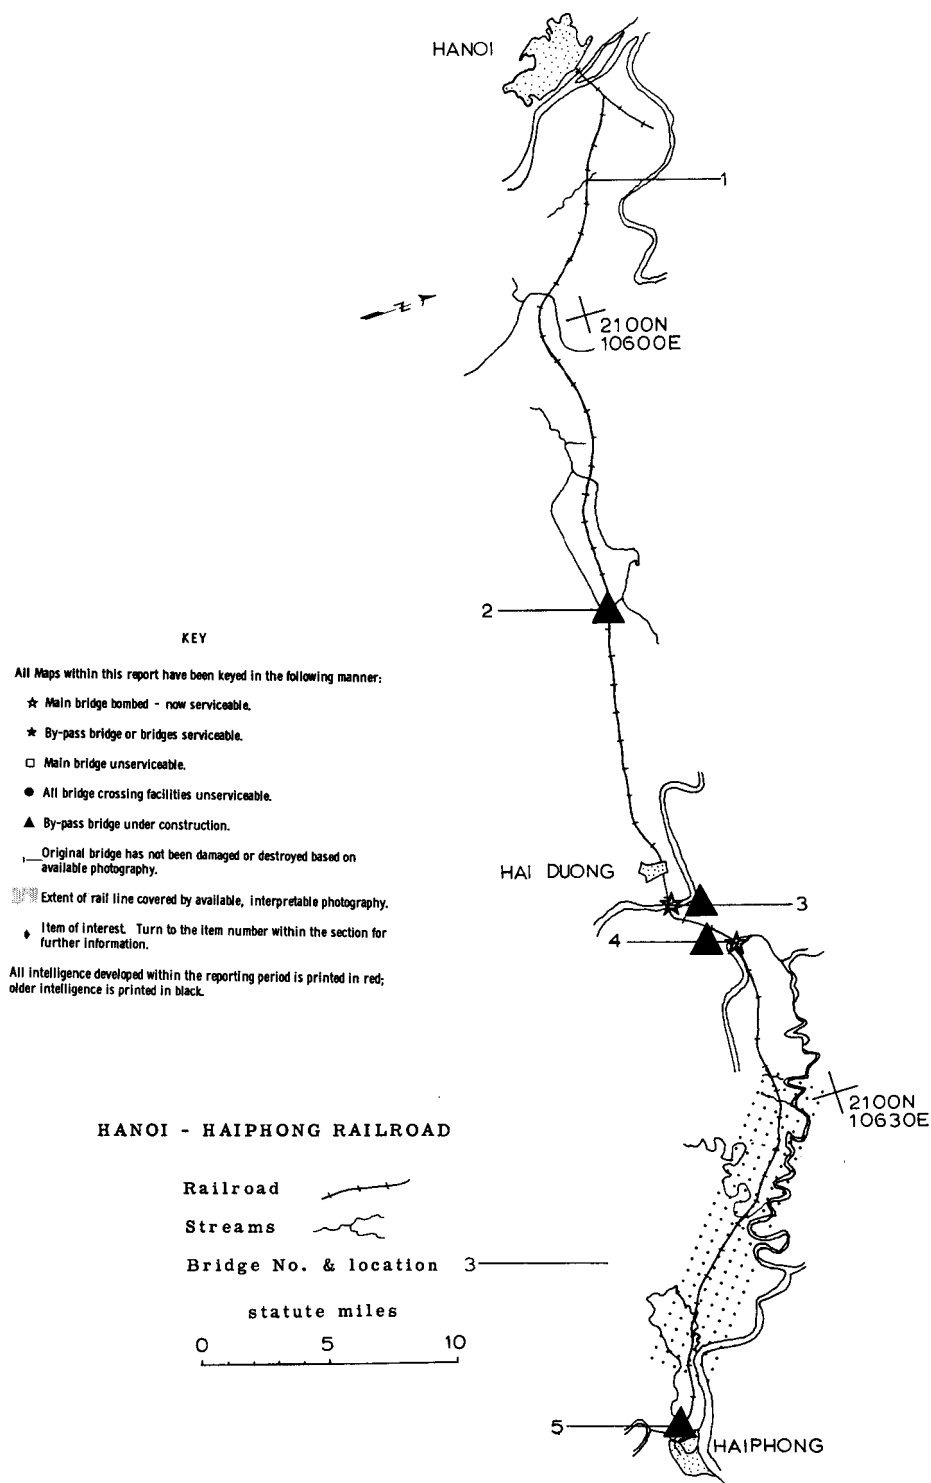 HANOI
1
N
2100N
10600E
2
KEY
All Maps within this report have been keyed in the following manner:
Main bridge bombed - now serviceable.
By-pass bridge or bridges serviceable.
Main bridge unserviceable.
All bridge crossing facilities unserviceable.
By-pass bridge under construction.
Original bridge has not been damaged or destroyed based on
available photography.
Extent of rail line covered by available, interpretable photography.
Item of interest. Turn to the item number within the section for
further information.
All intelligence developed within the reporting period is printed in red;
older intelligence is printed in black.
HAI DUONG
3
4
2100N
10630E
HANOI - HAIPHONG RAILROAD
Railroad
Streams
Bridge No. & location 3
statute miles
0 5 10
5
HAIPHONG